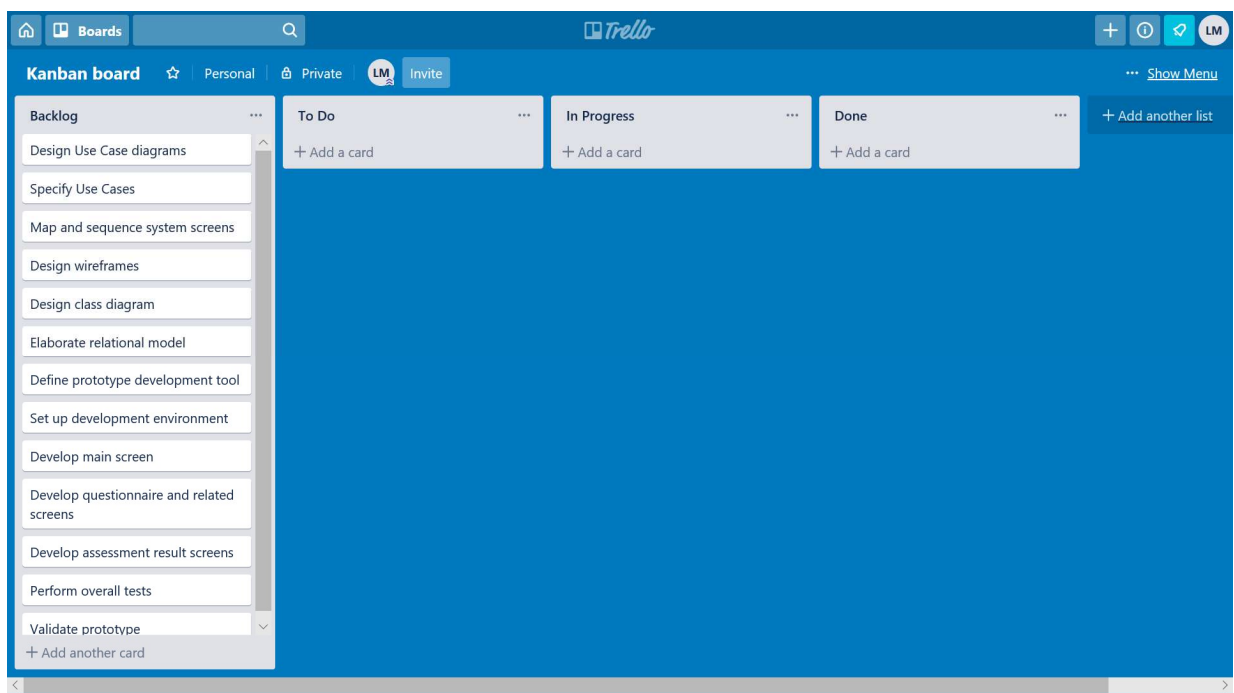 Boards
Trello
LM
Kanban board
Personal
Private
LM
Invite
... Show Menu
Backlog ...
Design Use Case diagrams
Specify Use Cases
Map and sequence system screens
Design wireframes
Design class diagram
Elaborate relational model
Define prototype development tool
Set up development environment
Develop main screen
Develop questionnaire and related
screens
Develop assessment result screens
Perform overall tests
Validate prototype
+ Add another card
To Do ...
+ Add a card
In Progress ...
+ Add a card
Done ...
+ Add a card
+ Add another list